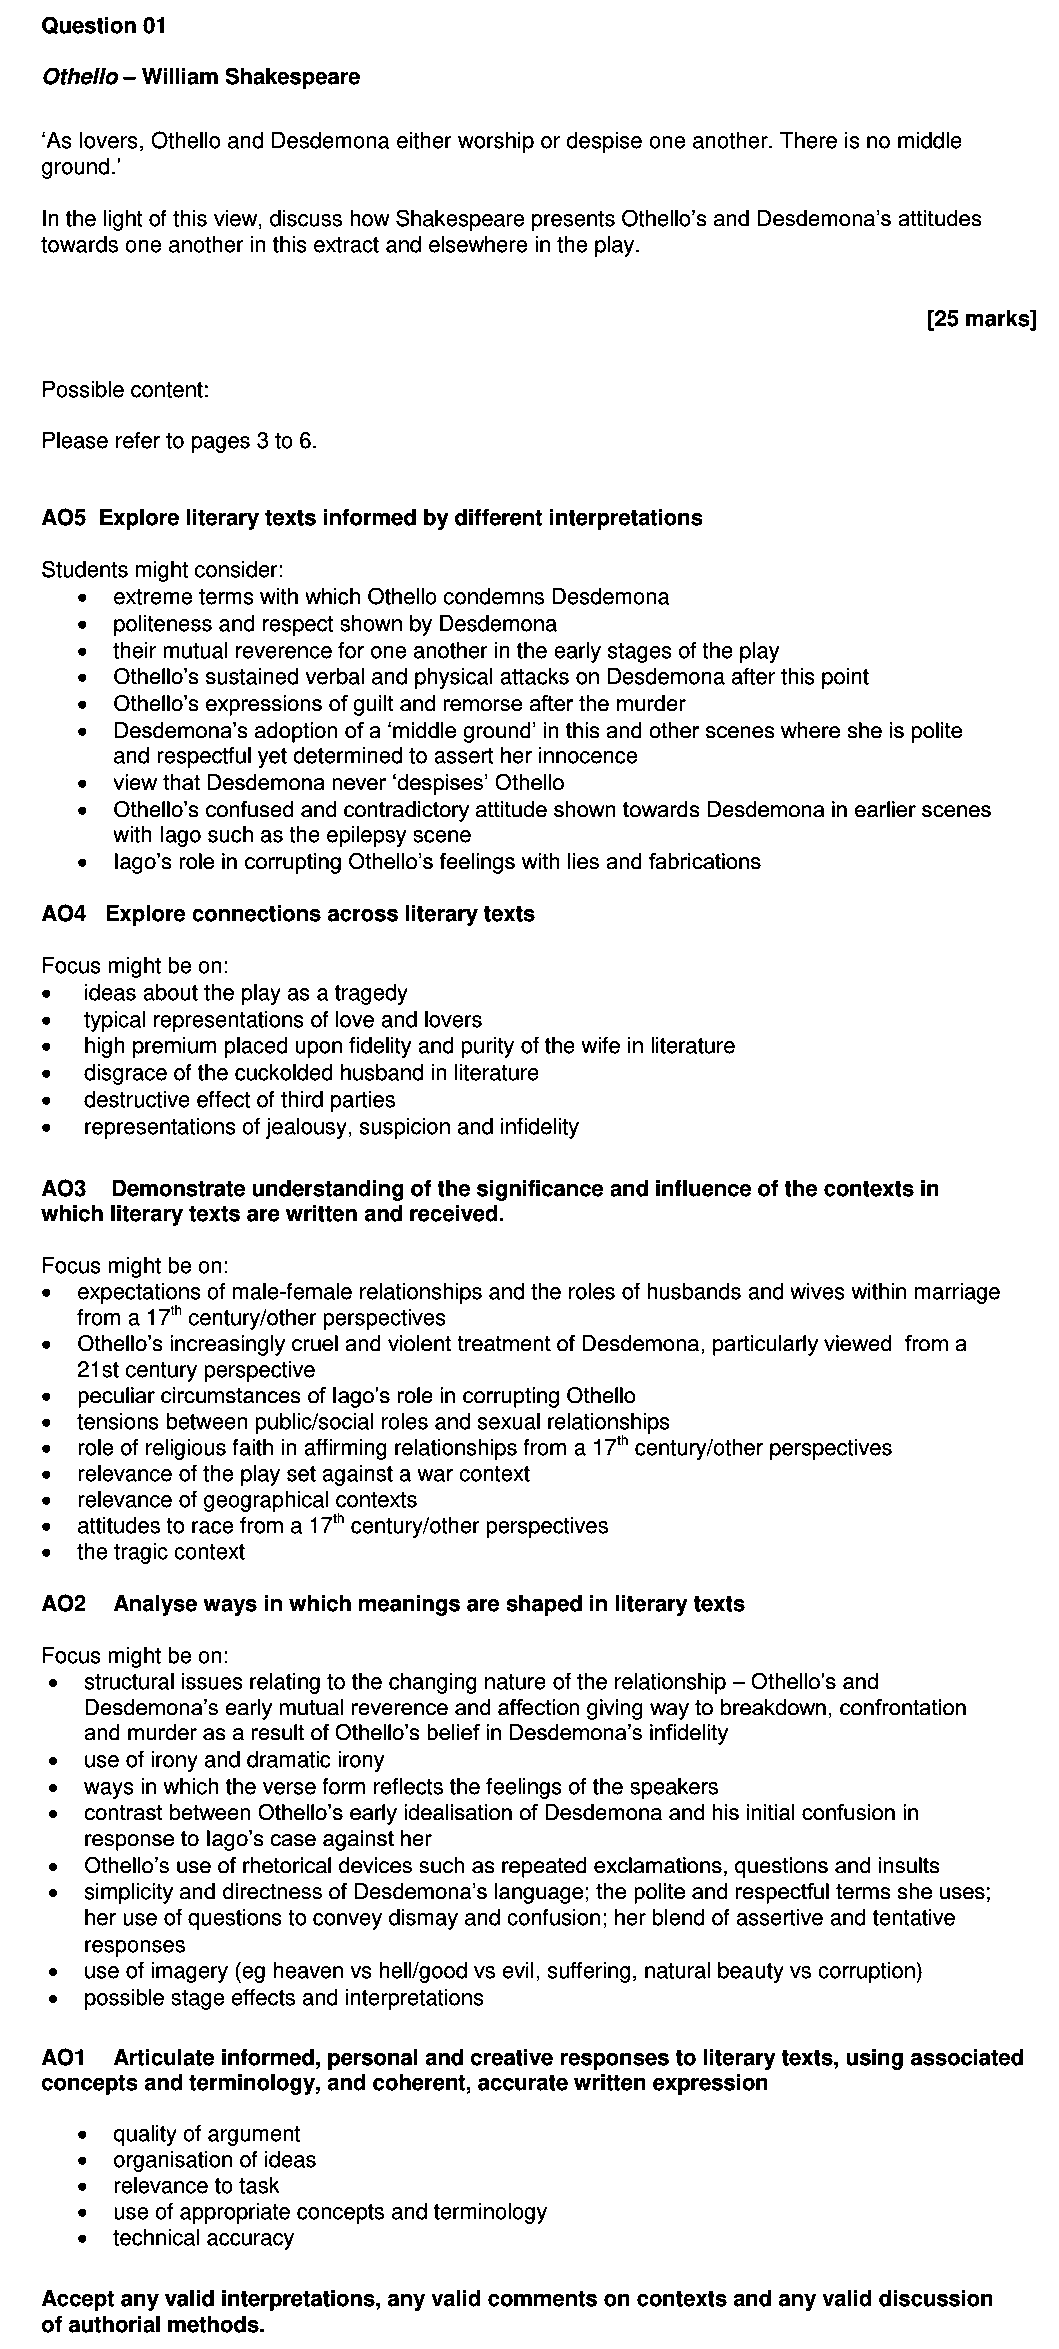 Question 01
Othello – William Shakespeare
‘As lovers, Othello and Desdemona either worship or despise one another. There is no middle
ground.’
In the light of this view, discuss how Shakespeare presents Othello’s and Desdemona’s attitudes
towards one another in this extract and elsewhere in the play.
[25 marks]
Possible content:
Please refer to pages 3 to 6.
AO5 Explore literary texts informed by different interpretations
Students might consider:
• extreme terms with which Othello condemns Desdemona
• politeness and respect shown by Desdemona
• their mutual reverence for one another in the early stages of the play
• Othello’s sustained verbal and physical attacks on Desdemona after this point
• Othello’s expressions of guilt and remorse after the murder
• Desdemona’s adoption of a ‘middle ground’ in this and other scenes where she is polite
and respectful yet determined to assert her innocence
• view that Desdemona never ‘despises’ Othello
• Othello’s confused and contradictory attitude shown towards Desdemona in earlier scenes
with Iago such as the epilepsy scene
• Iago’s role in corrupting Othello’s feelings with lies and fabrications
AO4 Explore connections across literary texts
Focus might be on:
• ideas about the play as a tragedy
• typical representations of love and lovers
• high premium placed upon fidelity and purity of the wife in literature
• disgrace of the cuckolded husband in literature
• destructive effect of third parties
• representations of jealousy, suspicion and infidelity
AO3 Demonstrate understanding of the significance and influence of the contexts in
which literary texts are written and received.
Focus might be on:
• expectations of male-female relationships and the roles of husbands and wives within marriage
from a 17th century/other perspectives
• Othello’s increasingly cruel and violent treatment of Desdemona, particularly viewed from a
21st century perspective
• peculiar circumstances of Iago’s role in corrupting Othello
• tensions between public/social roles and sexual relationships
• role of religious faith in affirming relationships from a 17th century/other perspectives
• relevance of the play set against a war context
• relevance of geographical contexts
• attitudes to race from a 17th century/other perspectives
• the tragic context
AO2 Analyse ways in which meanings are shaped in literary texts
Focus might be on:
• structural issues relating to the changing nature of the relationship – Othello’s and
Desdemona’s early mutual reverence and affection giving way to breakdown, confrontation
and murder as a result of Othello’s belief in Desdemona’s infidelity
• use of irony and dramatic irony
• ways in which the verse form reflects the feelings of the speakers
• contrast between Othello’s early idealisation of Desdemona and his initial confusion in
response to Iago’s case against her
• Othello’s use of rhetorical devices such as repeated exclamations, questions and insults
• simplicity and directness of Desdemona’s language; the polite and respectful terms she uses;
her use of questions to convey dismay and confusion; her blend of assertive and tentative
responses
• use of imagery (eg heaven vs hell/good vs evil, suffering, natural beauty vs corruption)
• possible stage effects and interpretations
AO1 Articulate informed, personal and creative responses to literary texts, using associated
concepts and terminology, and coherent, accurate written expression
• quality of argument
• organisation of ideas
• relevance to task
• use of appropriate concepts and terminology
• technical accuracy
Accept any valid interpretations, any valid comments on contexts and any valid discussion
of authorial methods.